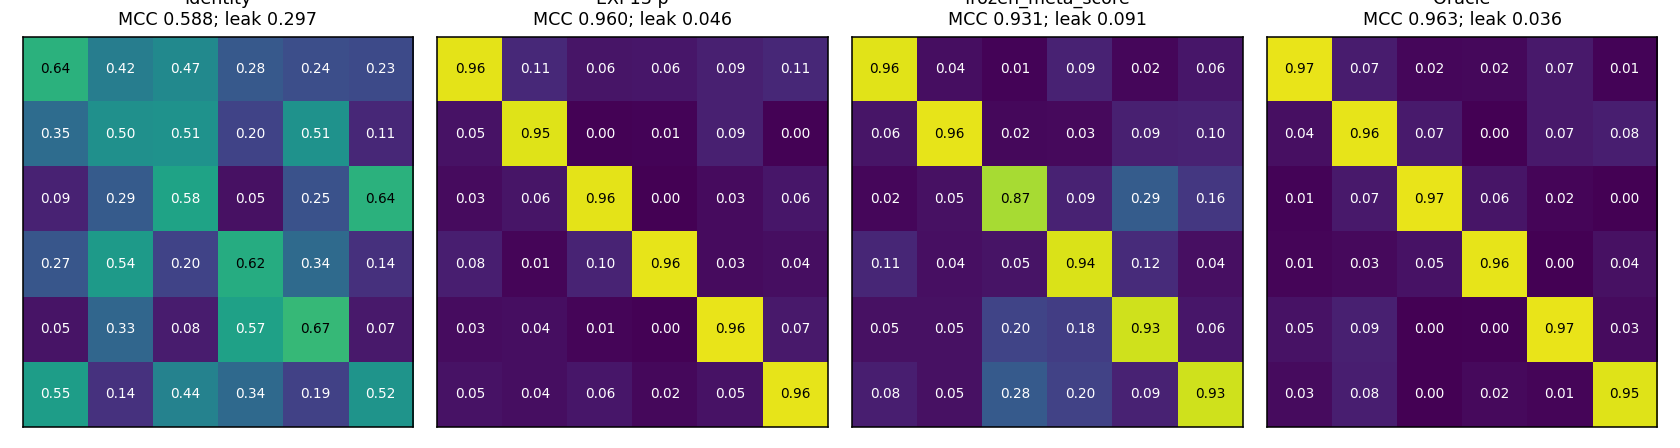 Identity
MCC 0.588; leak 0.297
MCC 0.960; leak 0.046
frozen_meta_score
MCC 0.931; leak 0.091
Oracle
MCC 0.963; leak 0.036
0.64 0.42 0.47 0.28 0.24 0.23
0.35 0.50 0.51 0.20 0.51 0.11
0.09 0.29 0.58 0.05 0.25 0.64
0.27 0.54 0.20 0.62 0.34 0.14
0.05 0.33 0.08 0.57 0.67 0.07
0.55 0.14 0.44 0.34 0.19 0.52
0.96 0.11 0.06 0.06 0.09 0.11
0.05 0.95 0.00 0.01 0.09 0.00
0.03 0.06 0.96 0.00 0.03 0.06
0.08 0.01 0.10 0.96 0.03 0.04
0.03 0.04 0.01 0.00 0.96 0.07
0.05 0.04 0.06 0.02 0.05 0.96
0.96 0.04 0.01 0.09 0.02 0.06
0.06 0.96 0.02 0.03 0.09 0.10
0.02 0.05 0.87 0.09 0.29 0.16
0.11 0.04 0.05 0.94 0.12 0.04
0.05 0.05 0.20 0.18 0.93 0.06
0.08 0.05 0.28 0.20 0.09 0.93
0.97 0.07 0.02 0.02 0.07 0.01
0.04 0.96 0.07 0.00 0.07 0.08
0.01 0.07 0.97 0.06 0.02 0.00
0.01 0.03 0.05 0.96 0.00 0.04
0.05 0.09 0.00 0.00 0.97 0.03
0.03 0.08 0.00 0.02 0.01 0.95